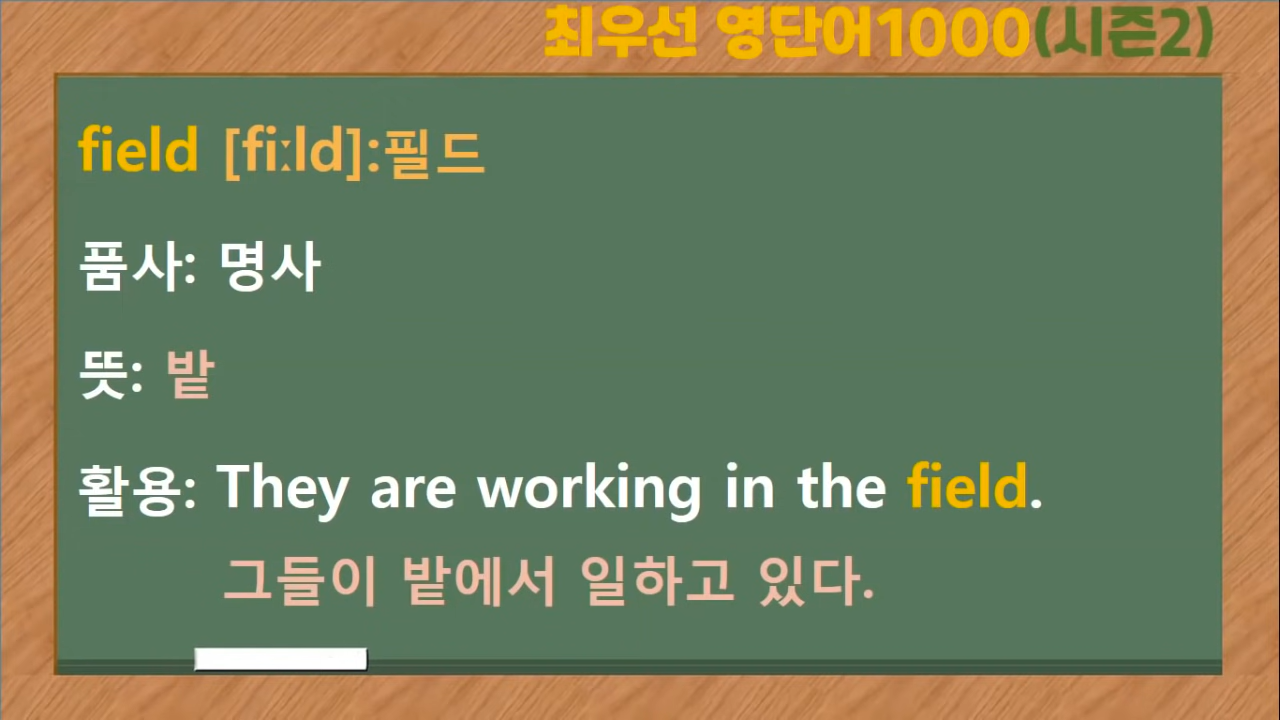 최우선 영단어1000(시즌2)
field [fiːld]:필드
품사: 명사
뜻: 밭
활용: They are working in the field.
그들이 밭에서 일하고 있다.